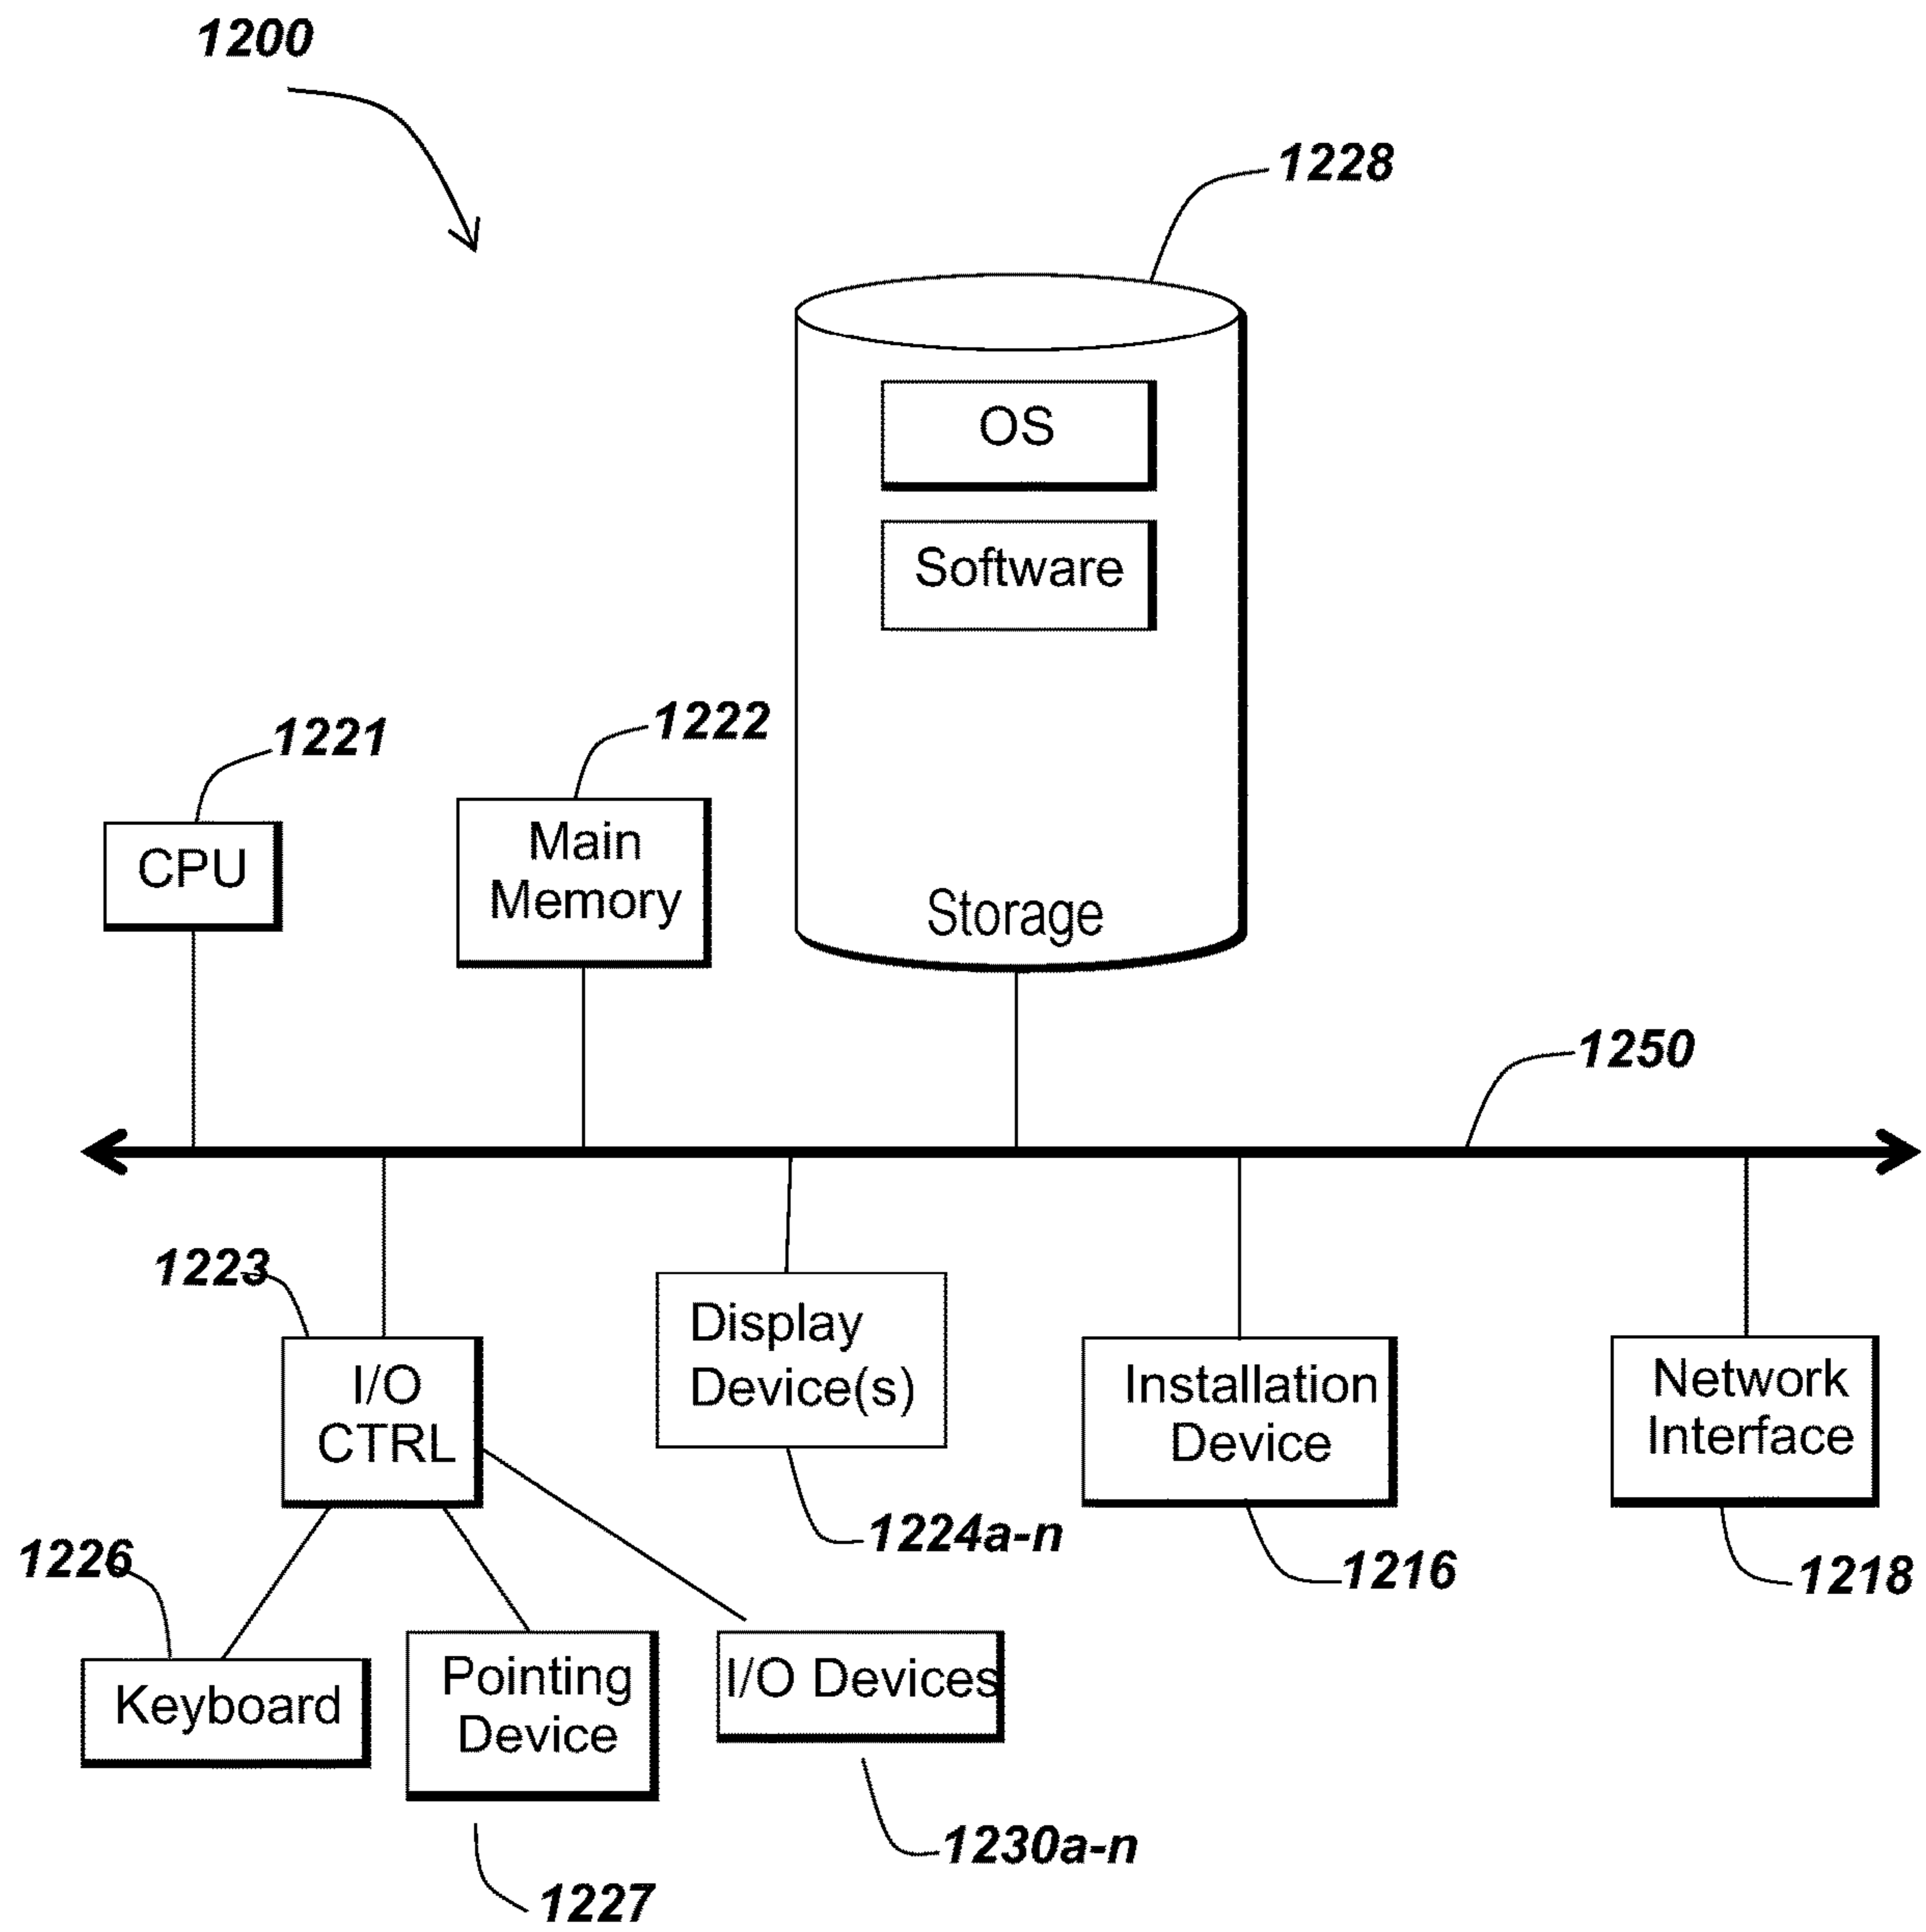 1200
1228
OS
Software
1221
1222
CPU
Main
Memory
Storage
1250
1223
I/O
CTRL
Display
Device(s)
Installation
Device
Network
Interface
1224a-n
1216
1218
1226
Keyboard
Pointing
Device
I/O Devices
1230a-n
1227